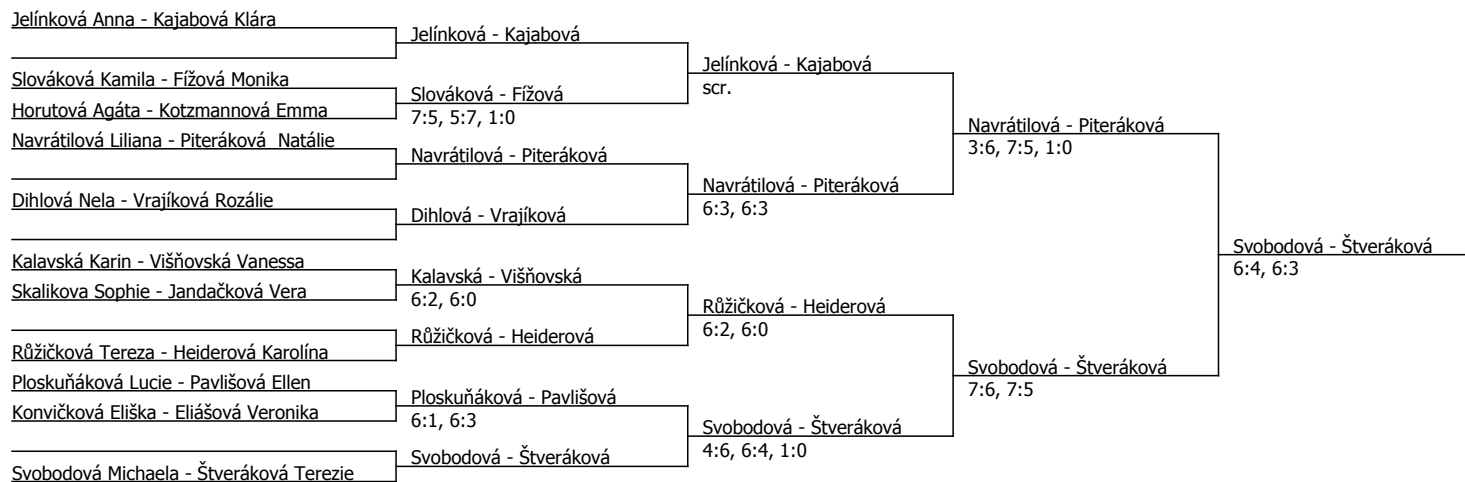 Jelínková Anna - Kajabová Klára
Slováková Kamila - Fížová Monika
Horutová Agáta - Kotzmannová Emma
Navrátilová Liliana - Piteráková  Natálie
Dihlová Nela - Vrajíková Rozálie
Kalavská Karin - Višňovská Vanessa
Skalikova Sophie - Jandačková Vera
Růžičková Tereza - Heiderová Karolína
Ploskuňáková Lucie - Pavlišová Ellen
Konvičková Eliška - Eliášová Veronika
Svobodová Michaela - Štveráková Terezie
Jelínková - Kajabová
Slováková - Fížová
7:5, 5:7, 1:0
Navrátilová - Piteráková
Dihlová - Vrajíková
Kalavská - Višňovská
6:2, 6:0
Růžičková - Heiderová
Ploskuňáková - Pavlišová
6:1, 6:3
Svobodová - Štveráková
Jelínková - Kajabová
scr.
Navrátilová - Piteráková
6:3, 6:3
Růžičková - Heiderová
6:2, 6:0
Svobodová - Štveráková
4:6, 6:4, 1:0
Navrátilová - Piteráková
3:6, 7:5, 1:0
Svobodová - Štveráková
7:6, 7:5
Svobodová - Štveráková
6:4, 6:3